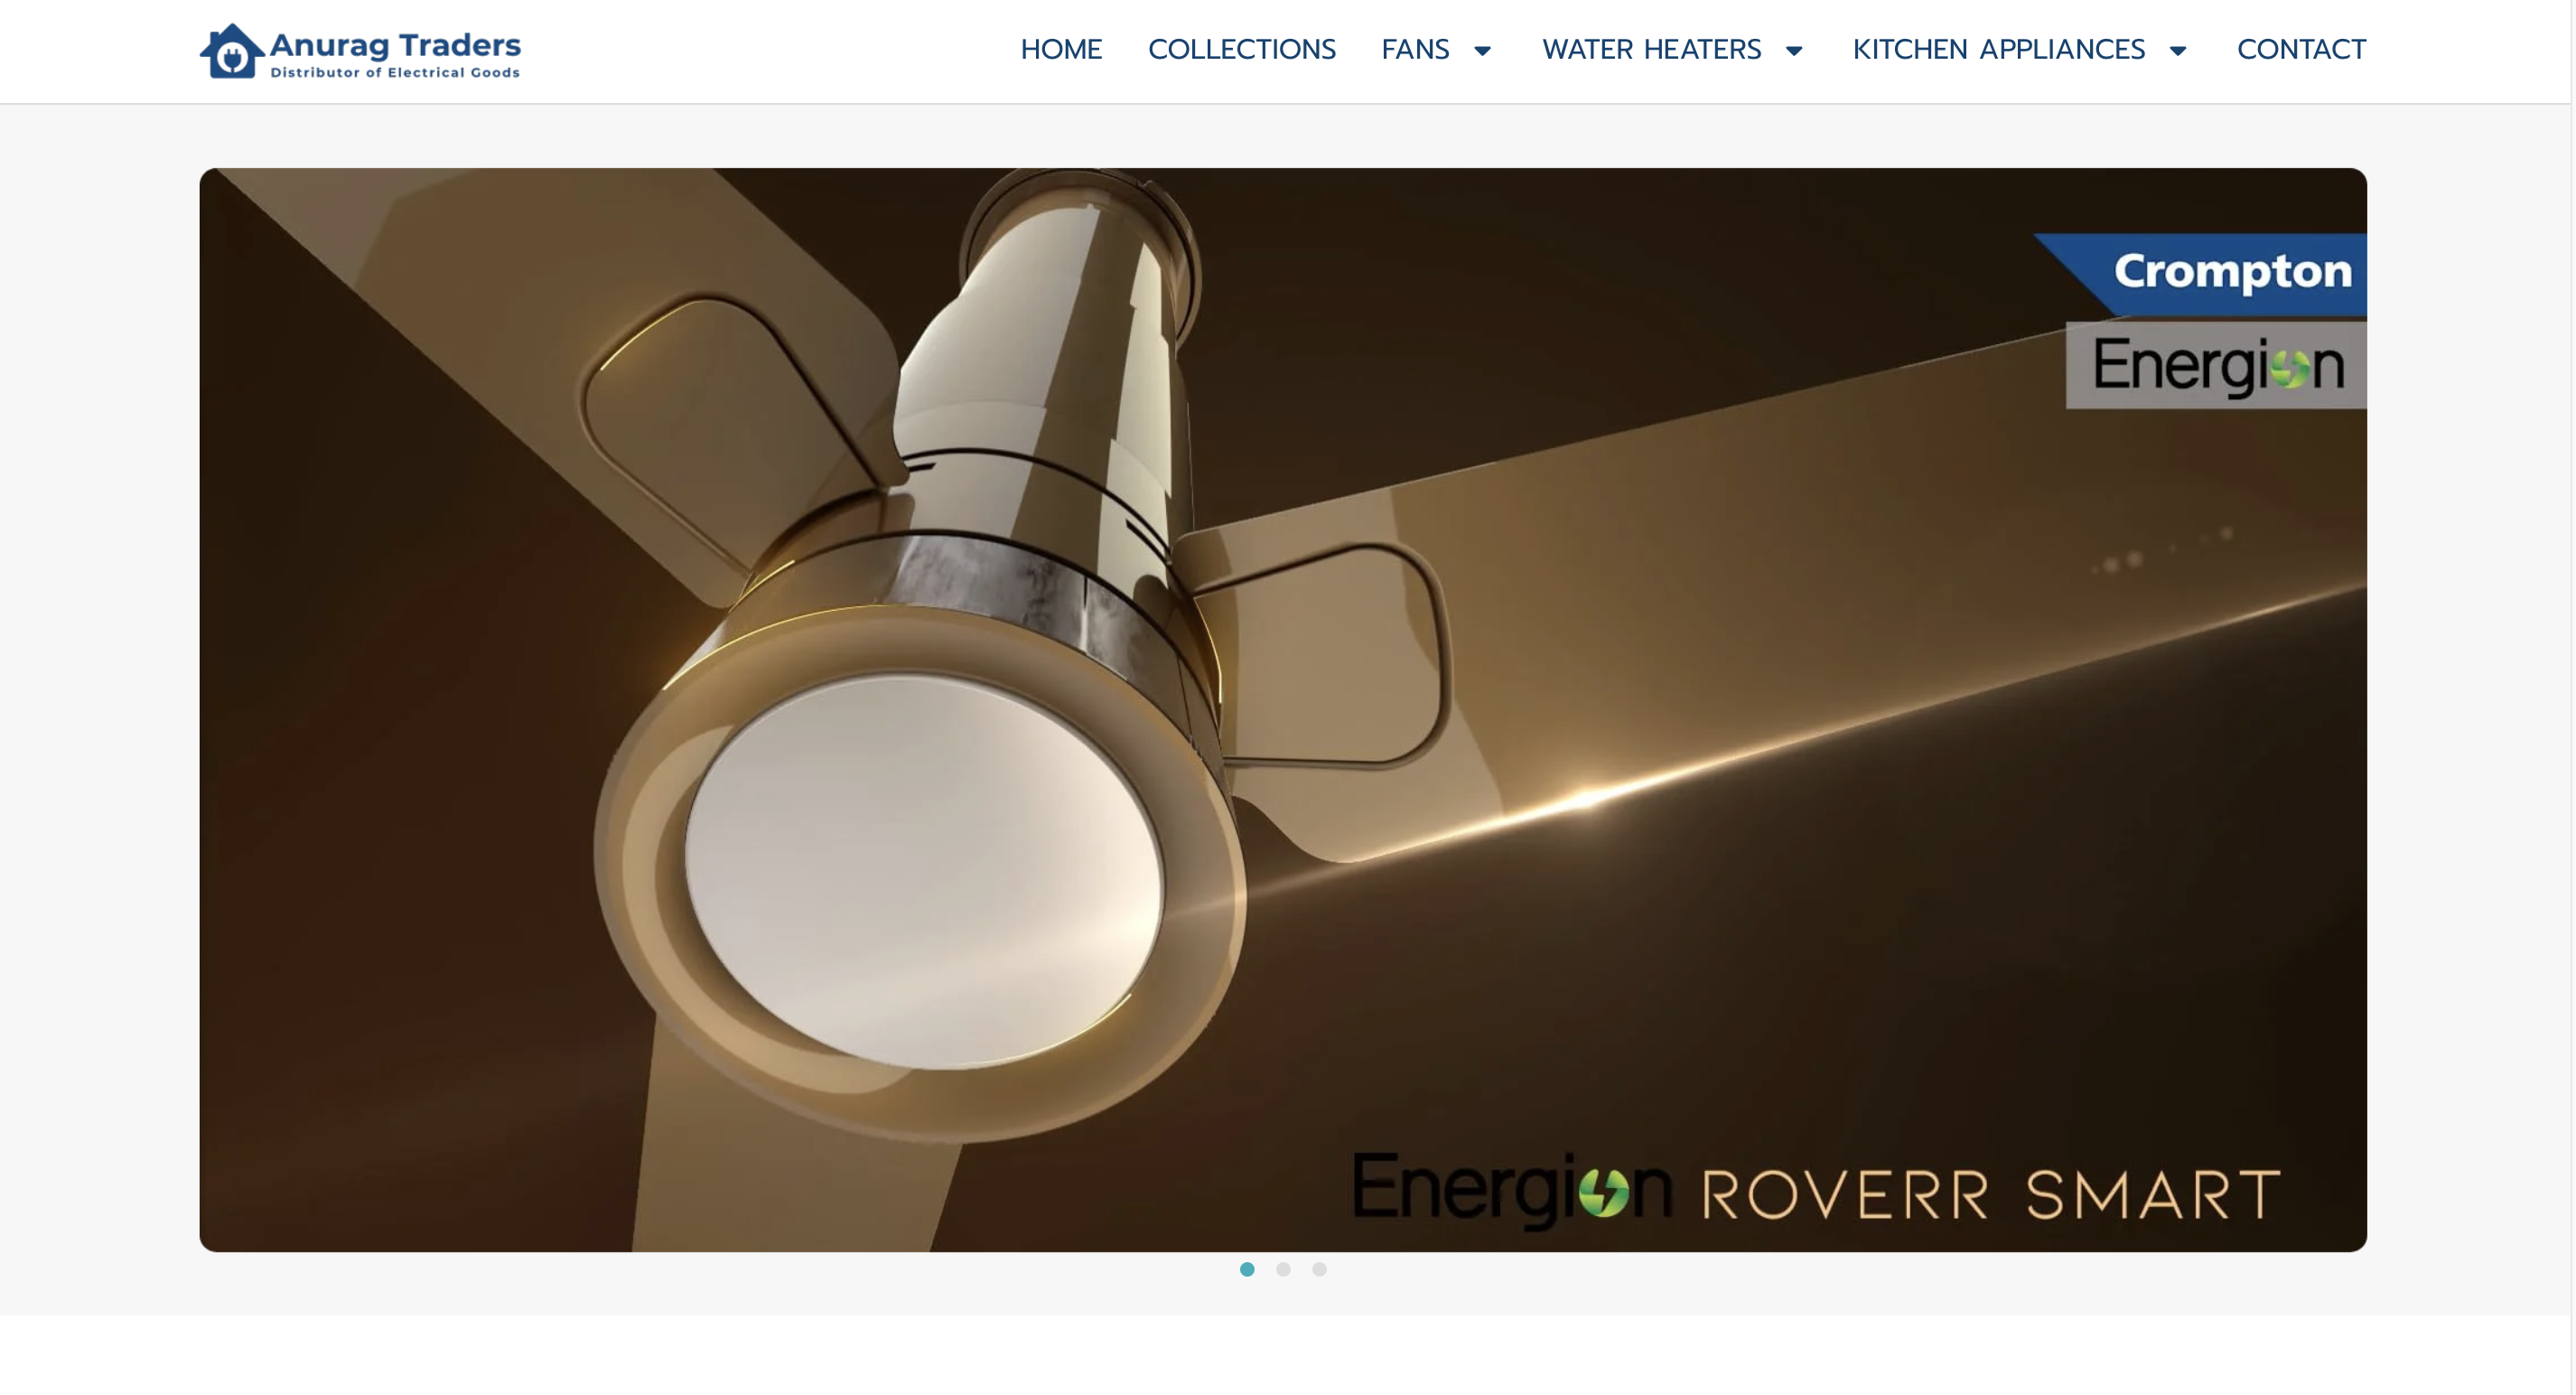 Anurag Traders
Distributor of Electrical Goods
HOME COLLECTIONS FANS WATER HEATERS KITCHEN APPLIANCES CONTACT
Crompton
Energion
Energion ROVERR SMART